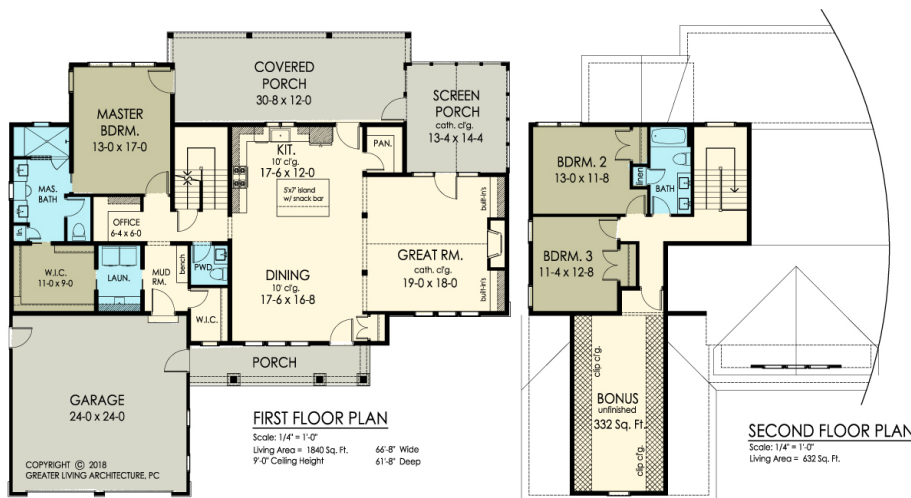 COVERED
PORCH
30-8 x 12-0
MASTER
BDRM.
13-0 x 17-0
SCREEN
PORCH
cath. cl'g.
13-4 x 14-4
KIT.
10' cl'g.
17-6 x 12-0
PAN.
5'x7' island
w/ snack bar
MAS.
BATH
lin.
OFFICE
6-4 x 6-0
built-in's
GREAT RM.
cath. cl'g.
19-0 x 18-0
built-in's
W.I.C.
11-0 x 9-0
LAUN.
MUD
RM.
bench
PWD.
DINING
10' cl'g.
17-6 x 16-8
W.I.C.
PORCH
GARAGE
24-0 x 24-0
COPYRIGHT © 2018
GREATER LIVING ARCHITECTURE, PC
FIRST FLOOR PLAN
Scale: 1/4" = 1'-0"
Living Area = 1840 Sq. Ft.
9'-0" Ceiling Height
66'-8" Wide
61'-8" Deep
BDRM. 2
13-0 x 11-8
linen
BATH
BDRM. 3
11-4 x 12-8
clip cl'g.
BONUS
unfinished
332 Sq. Ft.
clip cl'g.
SECOND FLOOR PLAN
Scale: 1/4" = 1'-0"
Living Area = 632 Sq. Ft.